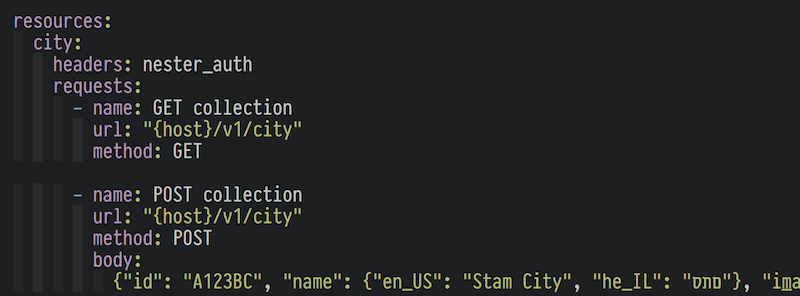 resources:
  city:
    headers: nester_auth
    requests:
      - name: GET collection
        url: "{host}/v1/city"
        method: GET
      - name: POST collection
        url: "{host}/v1/city"
        method: POST
        body:
          {"id": "A123BC", "name": {"en_US": "Stam City", "he_IL": "סתם"}, "ima